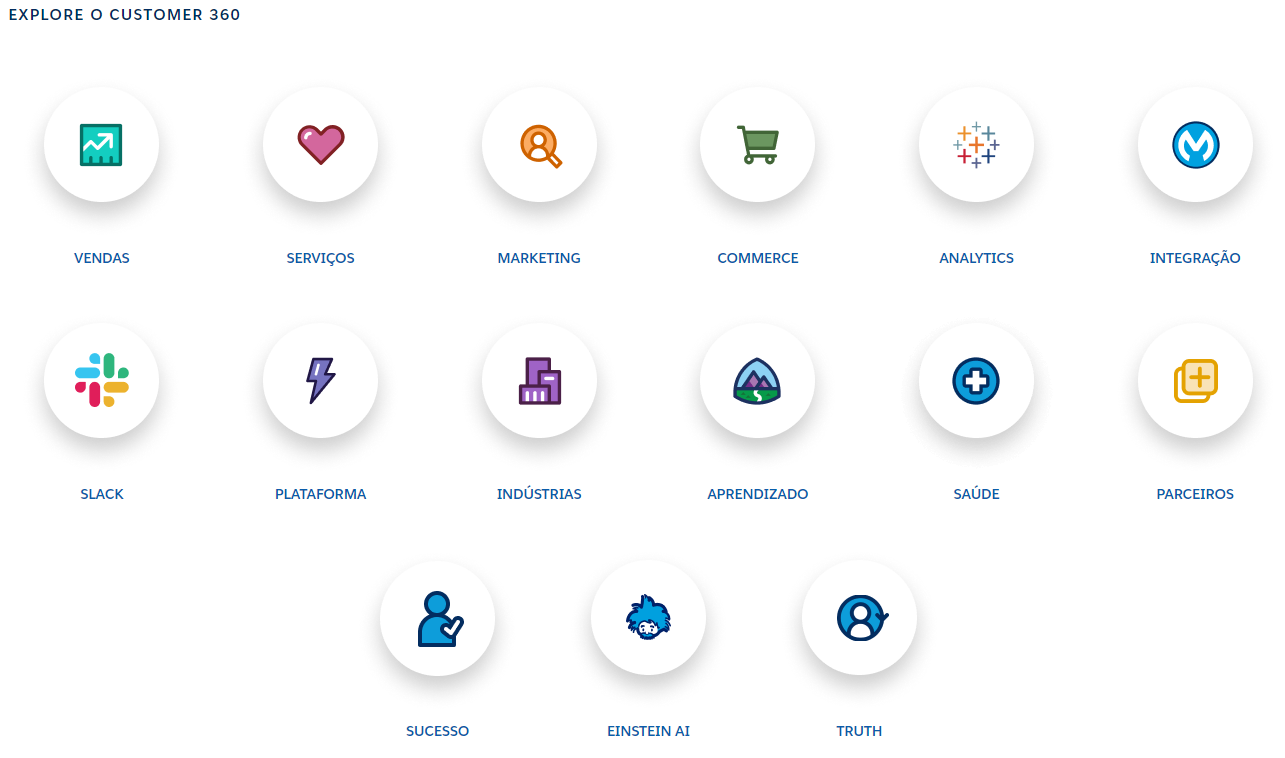 EXPLORE O CUSTOMER 360
VENDAS
SERVIÇOS
MARKETING
COMMERCE
ANALYTICS
INTEGRAÇÃO
SLACK
PLATAFORMA
INDÚSTRIAS
APRENDIZADO
SAÚDE
PARCEIROS
SUCESSO
EINSTEIN AI
TRUTH